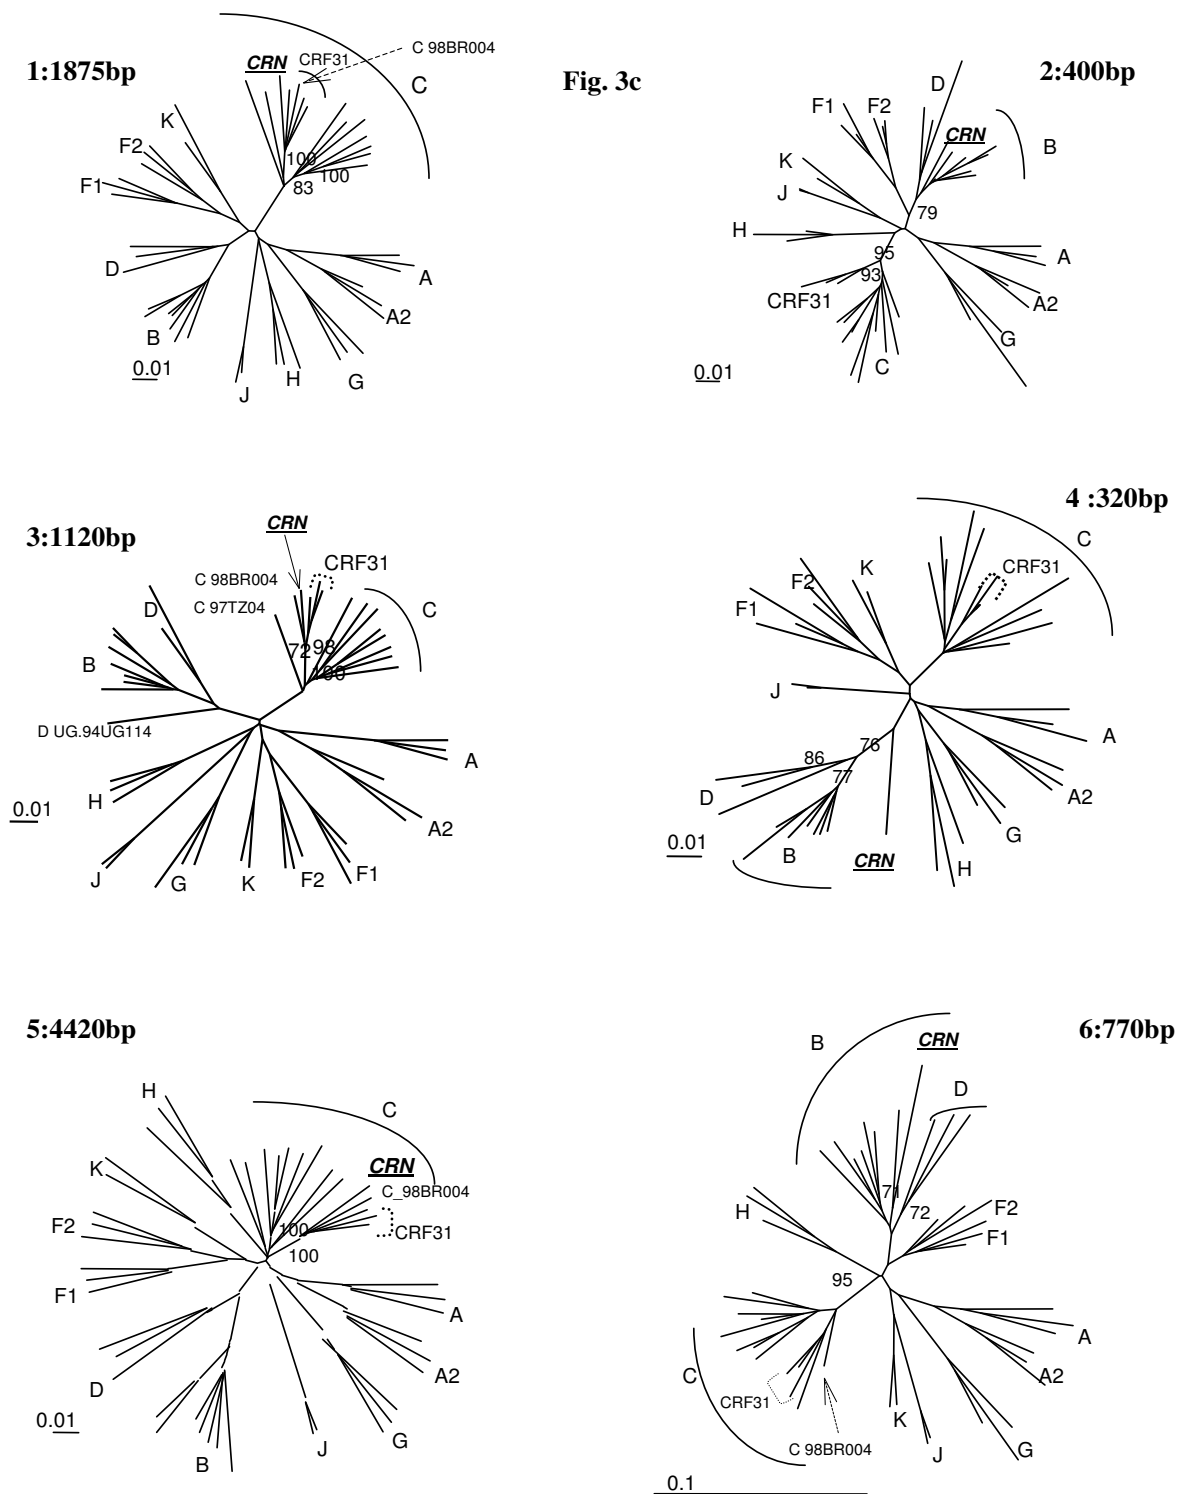 Fig. 3c
1:1875bp
CRN
CRF31
C 98BR004
C
K
F2
F1
100
100
83
D
B
A
A2
J
H
G
0.01
2:400bp
D
F1
F2
CRN
B
K
J
79
H
95
93
CRF31
A
A2
G
C
0.01
3:1120bp
CRN
CRF31
C 98BR004
C 97TZ04
C
D
72
98
100
B
D UG.94UG114
A
H
0.01
A2
J
G
K
F2
F1
4 :320bp
C
CRF31
K
F2
F1
J
A
76
86
77
D
A2
G
0.01
B
CRN
H
5:4420bp
H
C
CRN
K
C_98BR004
F2
100
CRF31
100
F1
A
D
A2
0.01
G
J
B
6:770bp
B
CRN
D
71
72
H
F2
F1
95
A
C
A2
CRF31
K
C 98BR004
J
G
0.1